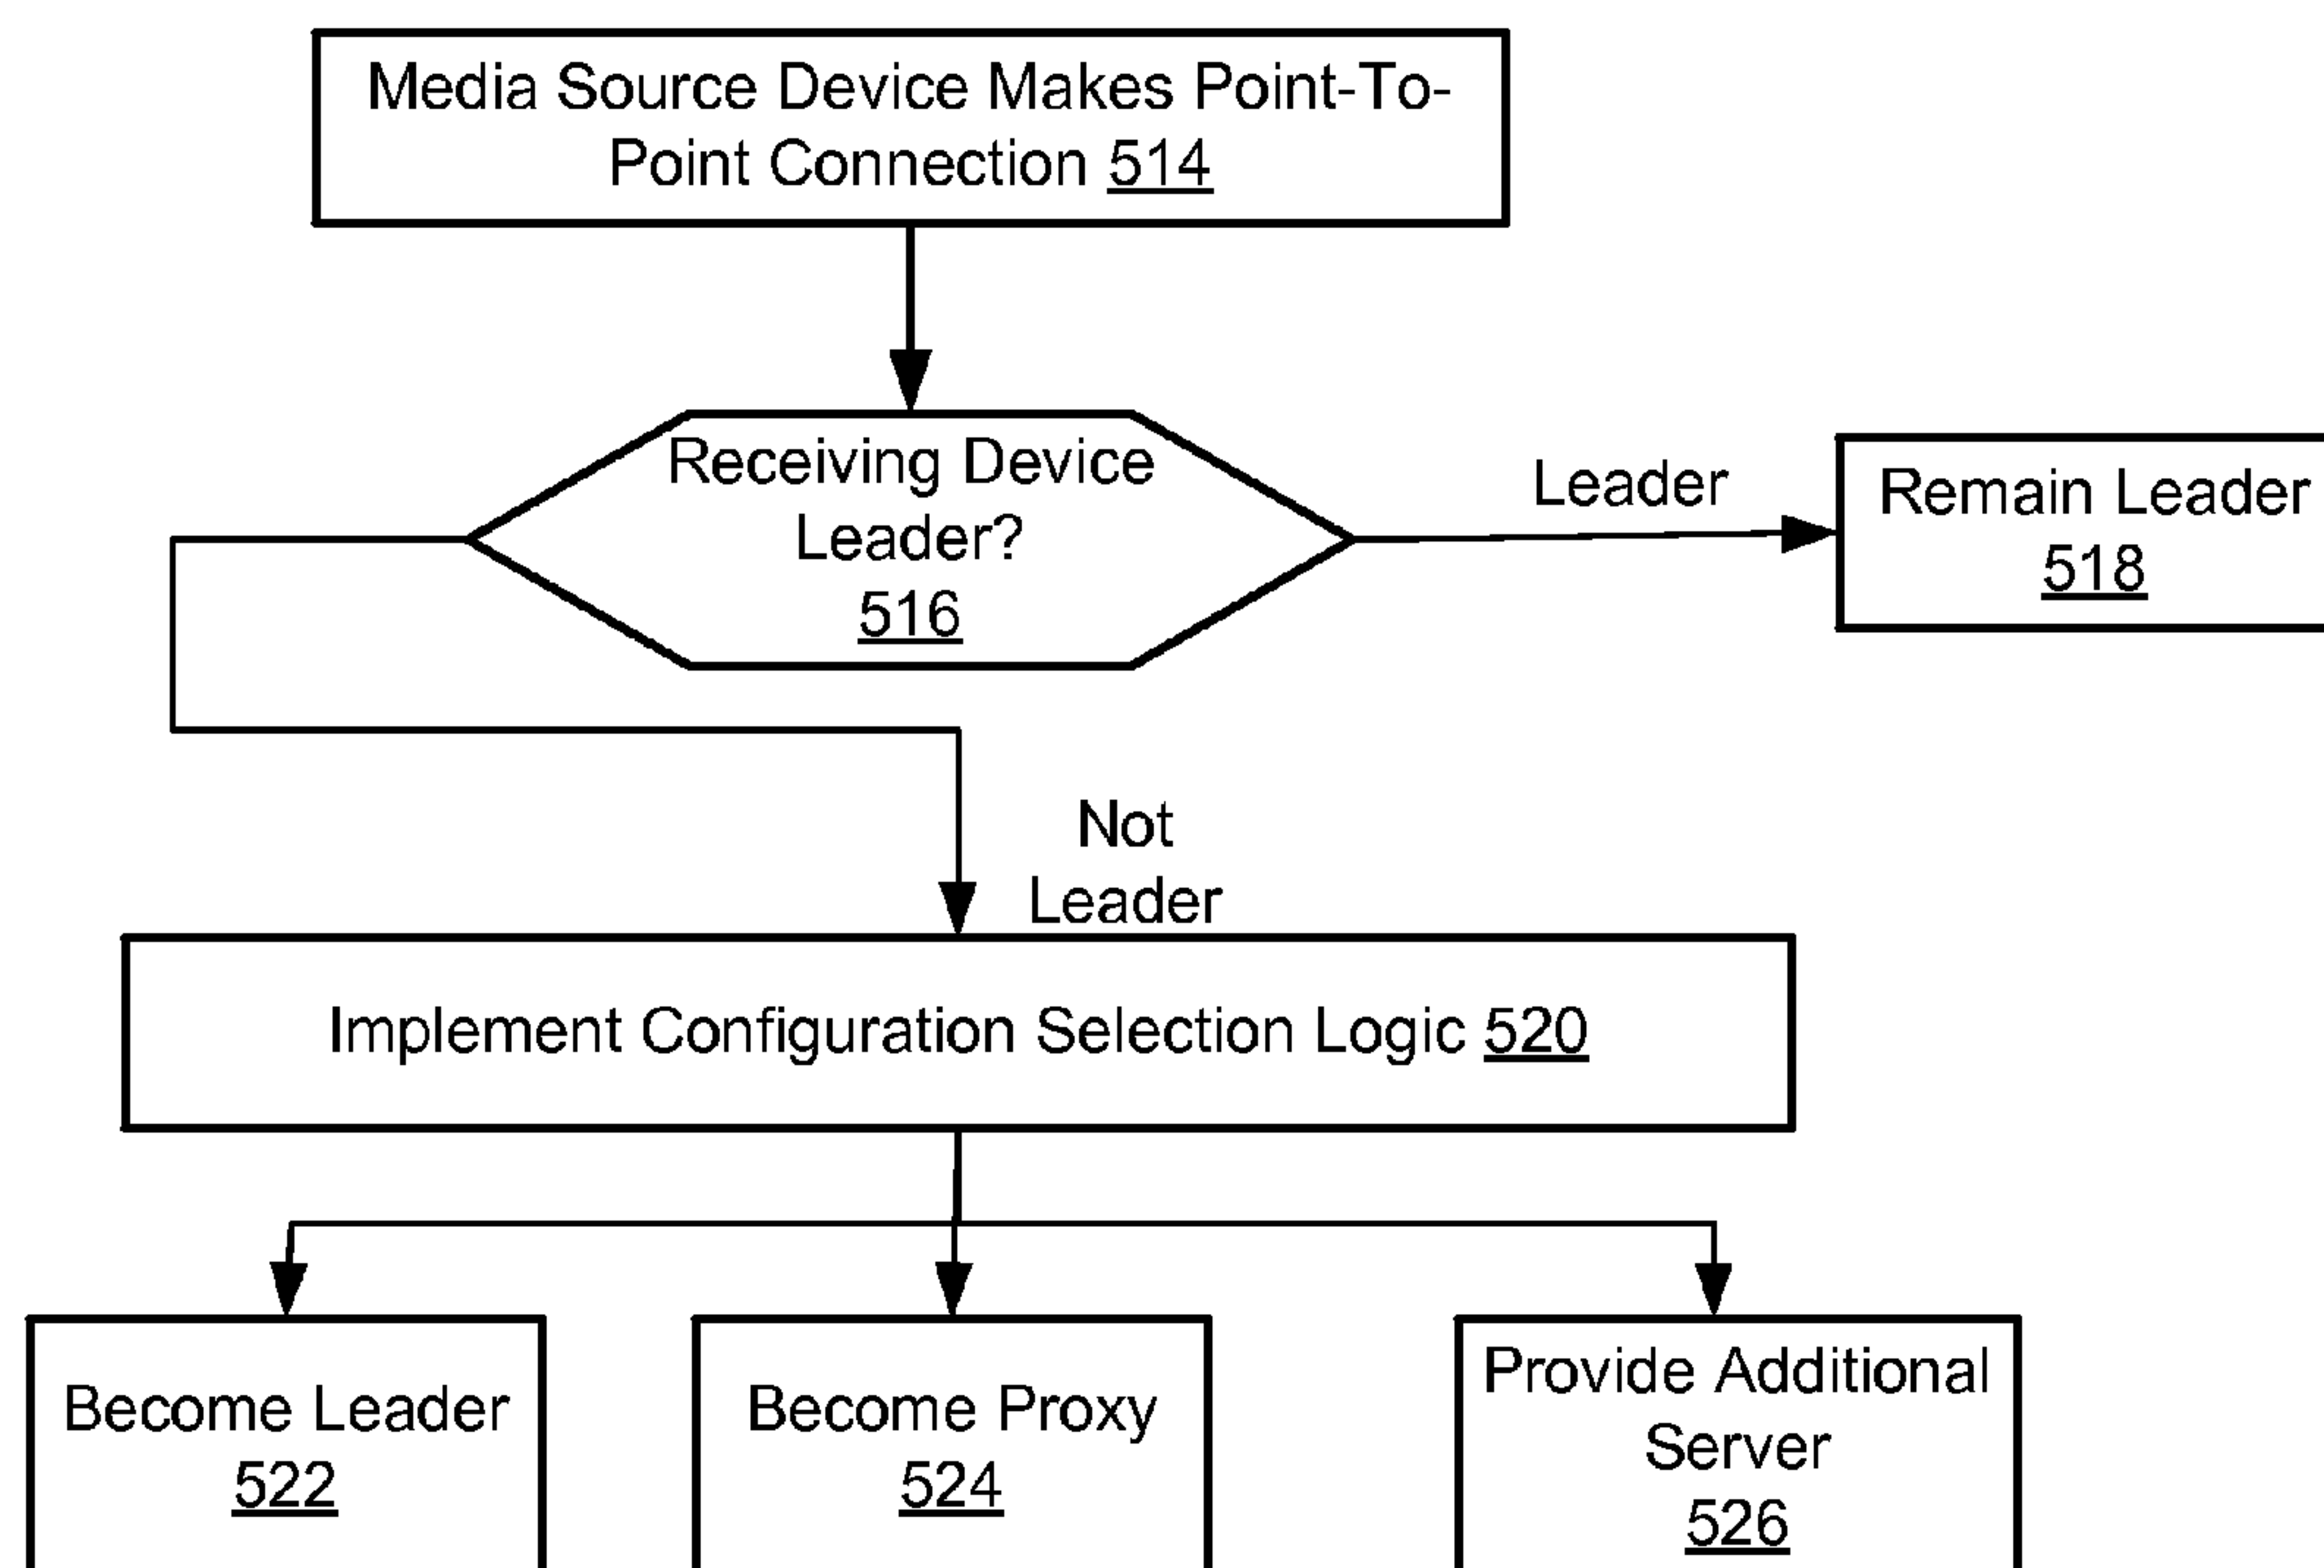 Media Source Device Makes Point-To-
Point Connection 514
Receiving Device
Leader?
516
Leader
Remain Leader
518
Not
Leader
Implement Configuration Selection Logic 520
Become Leader
522
Become Proxy
524
Provide Additional
Server
526